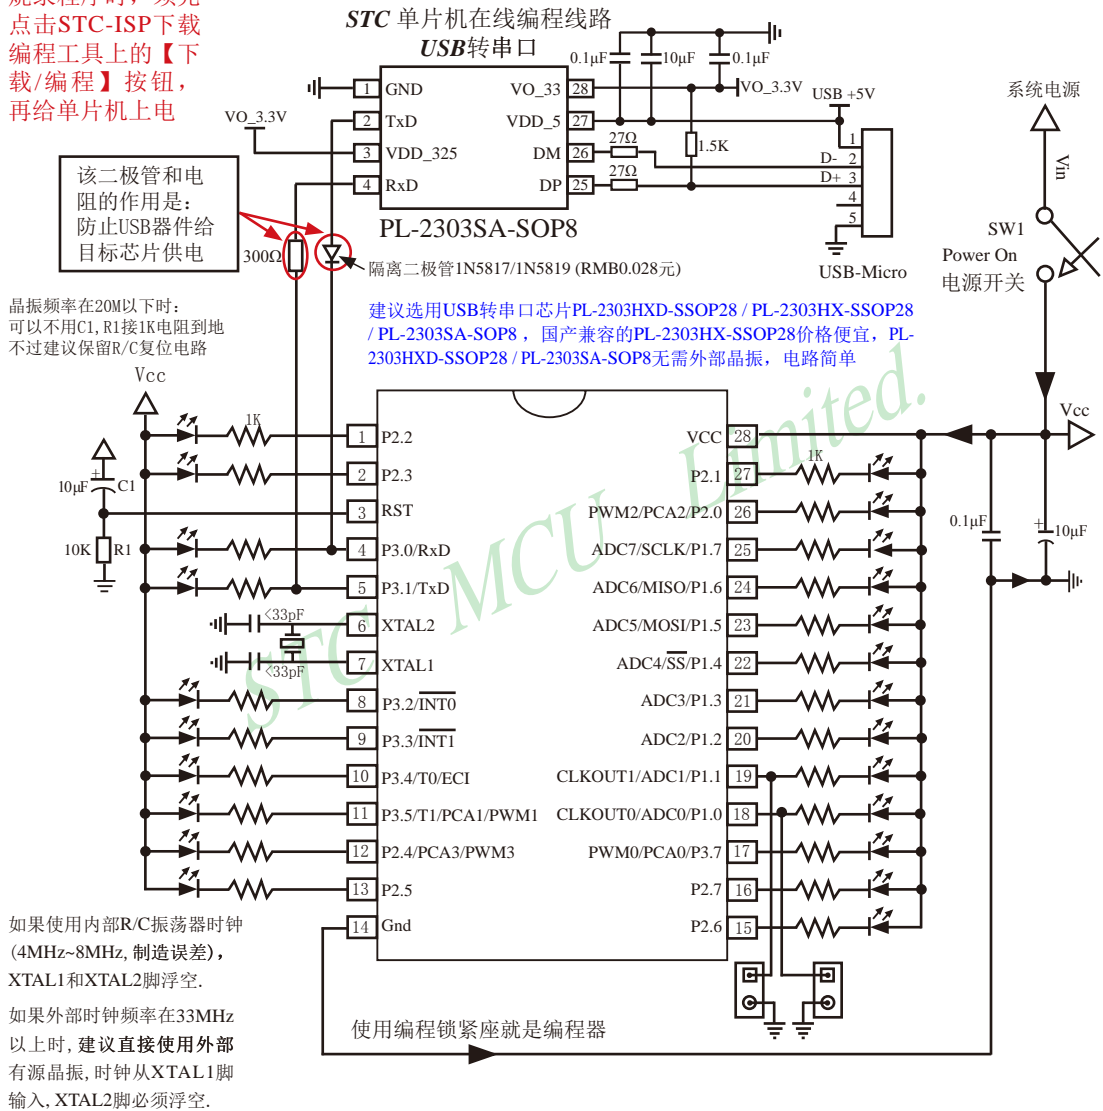 点击STC-ISP下载
编程工具上的【下
载/编程】按钮，
再给单片机上电
STC 单片机在线编程线路
USB转串口
0.1μF
10μF
0.1μF
VO_3.3V
USB +5V
系统电源
Vin
VO_3.3V
1 GND
2 TxD
3 VDD_325
4 RxD
VO_33 28
VDD_5 27
DM 26
DP 25
27Ω
27Ω
1.5K
D-
D+
1
2
3
4
5
USB-Micro
PL-2303SA-SOP8
SW1
Power On
电源开关
该二极管和电
阻的作用是：
防止USB器件给
目标芯片供电
300Ω
隔离二极管1N5817/1N5819 (RMB0.028元)
晶振频率在20M以下时:
可以不用C1,R1接1K电阻到地
不过建议保留R/C复位电路
建议选用USB转串口芯片PL-2303HXD-SSOP28 / PL-2303HX-SSOP28
/ PL-2303SA-SOP8 ，国产兼容的PL-2303HX-SSOP28价格便宜，PL-
2303HXD-SSOP28 / PL-2303SA-SOP8无需外部晶振，电路简单
Vcc
Vcc
1K
1K
10μF
+
C1
10K
R1
<33pF
<33pF
0.1μF
+
10μF
1 P2.2
2 P2.3
3 RST
4 P3.0/RxD
5 P3.1/TxD
6 XTAL2
7 XTAL1
8 P3.2/INT0
9 P3.3/INT1
10 P3.4/T0/ECI
11 P3.5/T1/PCA1/PWM1
12 P2.4/PCA3/PWM3
13 P2.5
14 Gnd
VCC 28
P2.1 27
PWM2/PCA2/P2.0 26
ADC7/SCLK/P1.7 25
ADC6/MISO/P1.6 24
ADC5/MOSI/P1.5 23
ADC4/SS/P1.4 22
ADC3/P1.3 21
ADC2/P1.2 20
CLKOUT1/ADC1/P1.1 19
CLKOUT0/ADC0/P1.0 18
PWM0/PCA0/P3.7 17
P2.7 16
P2.6 15
STC MCU Limited.
如果使用内部R/C振荡器时钟
(4MHz~8MHz, 制造误差)，
XTAL1和XTAL2脚浮空.
如果外部时钟频率在33MHz
以上时, 建议直接使用外部
有源晶振, 时钟从XTAL1脚
输入, XTAL2脚必须浮空.
使用编程锁紧座就是编程器